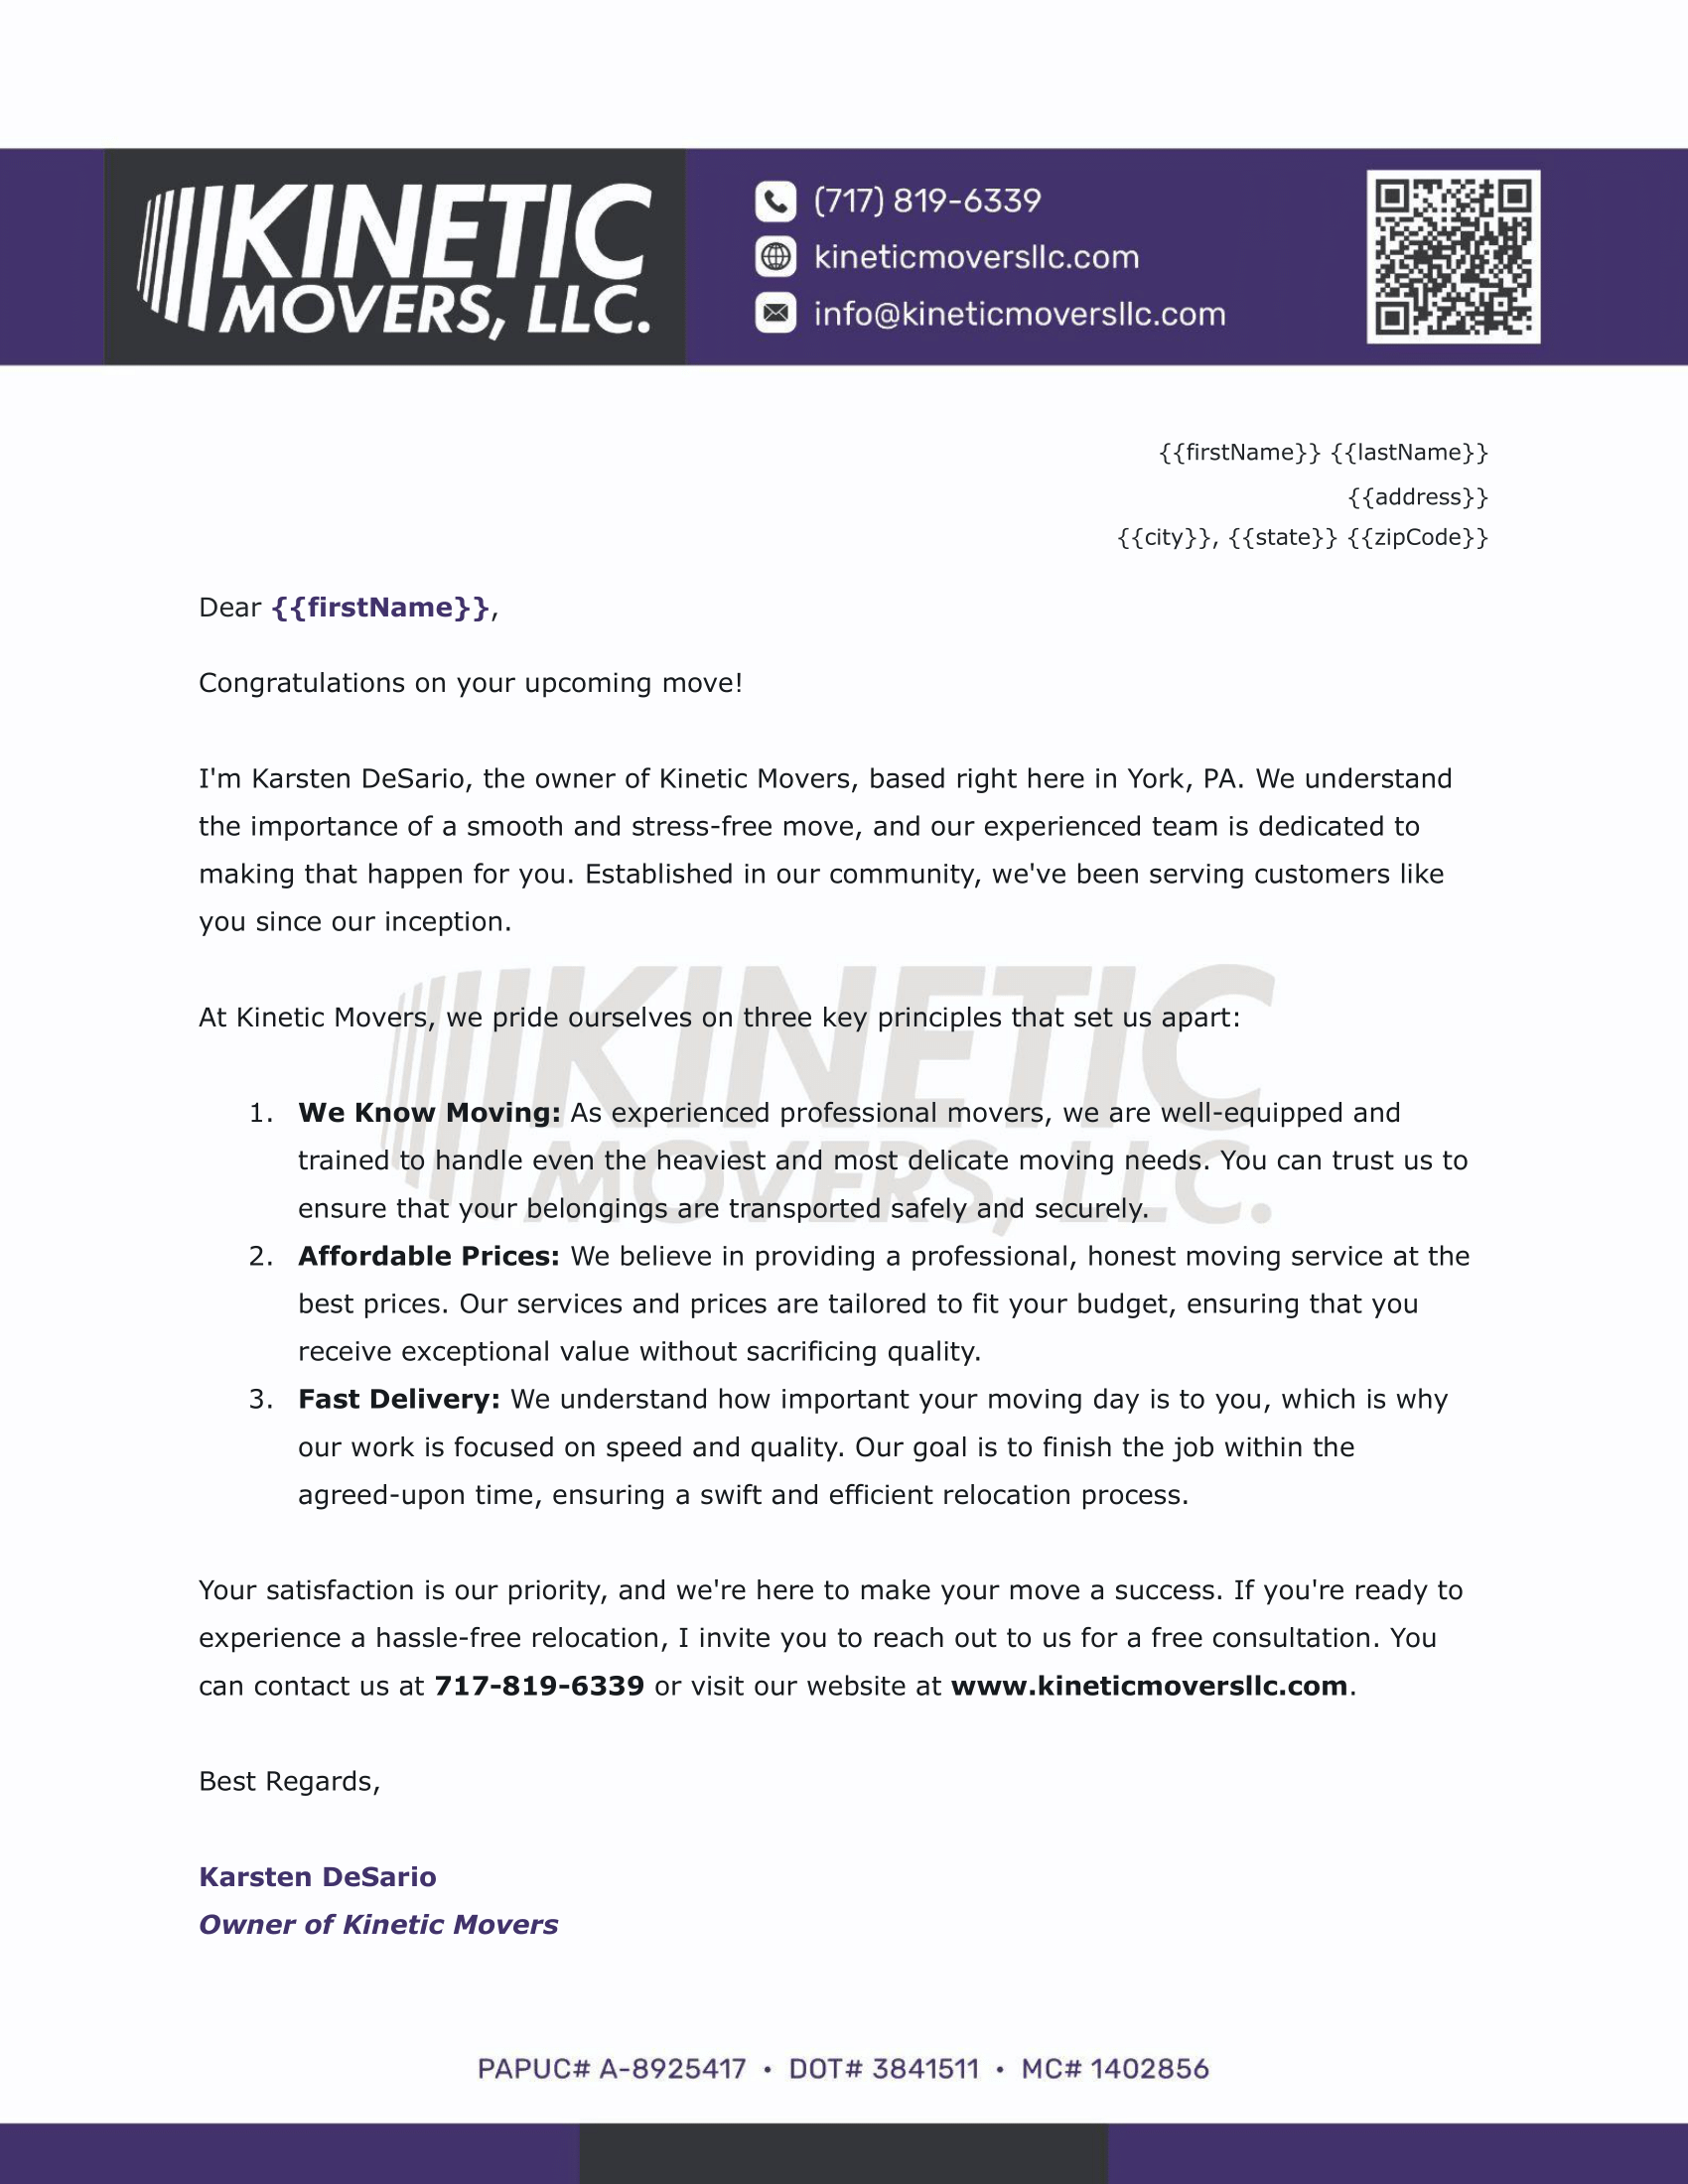 KINETIC
MOVERS, LLC.
(717) 819-6339
kineticmoversllc.com
info@kineticmoversllc.com
{{firstName}} {{lastName}}
{{address}}
{{city}}, {{state}} {{zipCode}}
Dear {{firstName}},
Congratulations on your upcoming move!
I'm Karsten DeSario, the owner of Kinetic Movers, based right here in York, PA. We understand
the importance of a smooth and stress-free move, and our experienced team is dedicated to
making that happen for you. Established in our community, we've been serving customers like
you since our inception.
KINETIC
MOVERS, LLC.
At Kinetic Movers, we pride ourselves on three key principles that set us apart:
1. We Know Moving: As experienced professional movers, we are well-equipped and
trained to handle even the heaviest and most delicate moving needs. You can trust us to
ensure that your belongings are transported safely and securely.
2. Affordable Prices: We believe in providing a professional, honest moving service at the
best prices. Our services and prices are tailored to fit your budget, ensuring that you
receive exceptional value without sacrificing quality.
3. Fast Delivery: We understand how important your moving day is to you, which is why
our work is focused on speed and quality. Our goal is to finish the job within the
agreed-upon time, ensuring a swift and efficient relocation process.
Your satisfaction is our priority, and we're here to make your move a success. If you're ready to
experience a hassle-free relocation, I invite you to reach out to us for a free consultation. You
can contact us at 717-819-6339 or visit our website at www.kineticmoversllc.com.
Best Regards,
Karsten DeSario
Owner of Kinetic Movers
PAPUC# A-8925417 • DOT# 3841511 • MC# 1402856